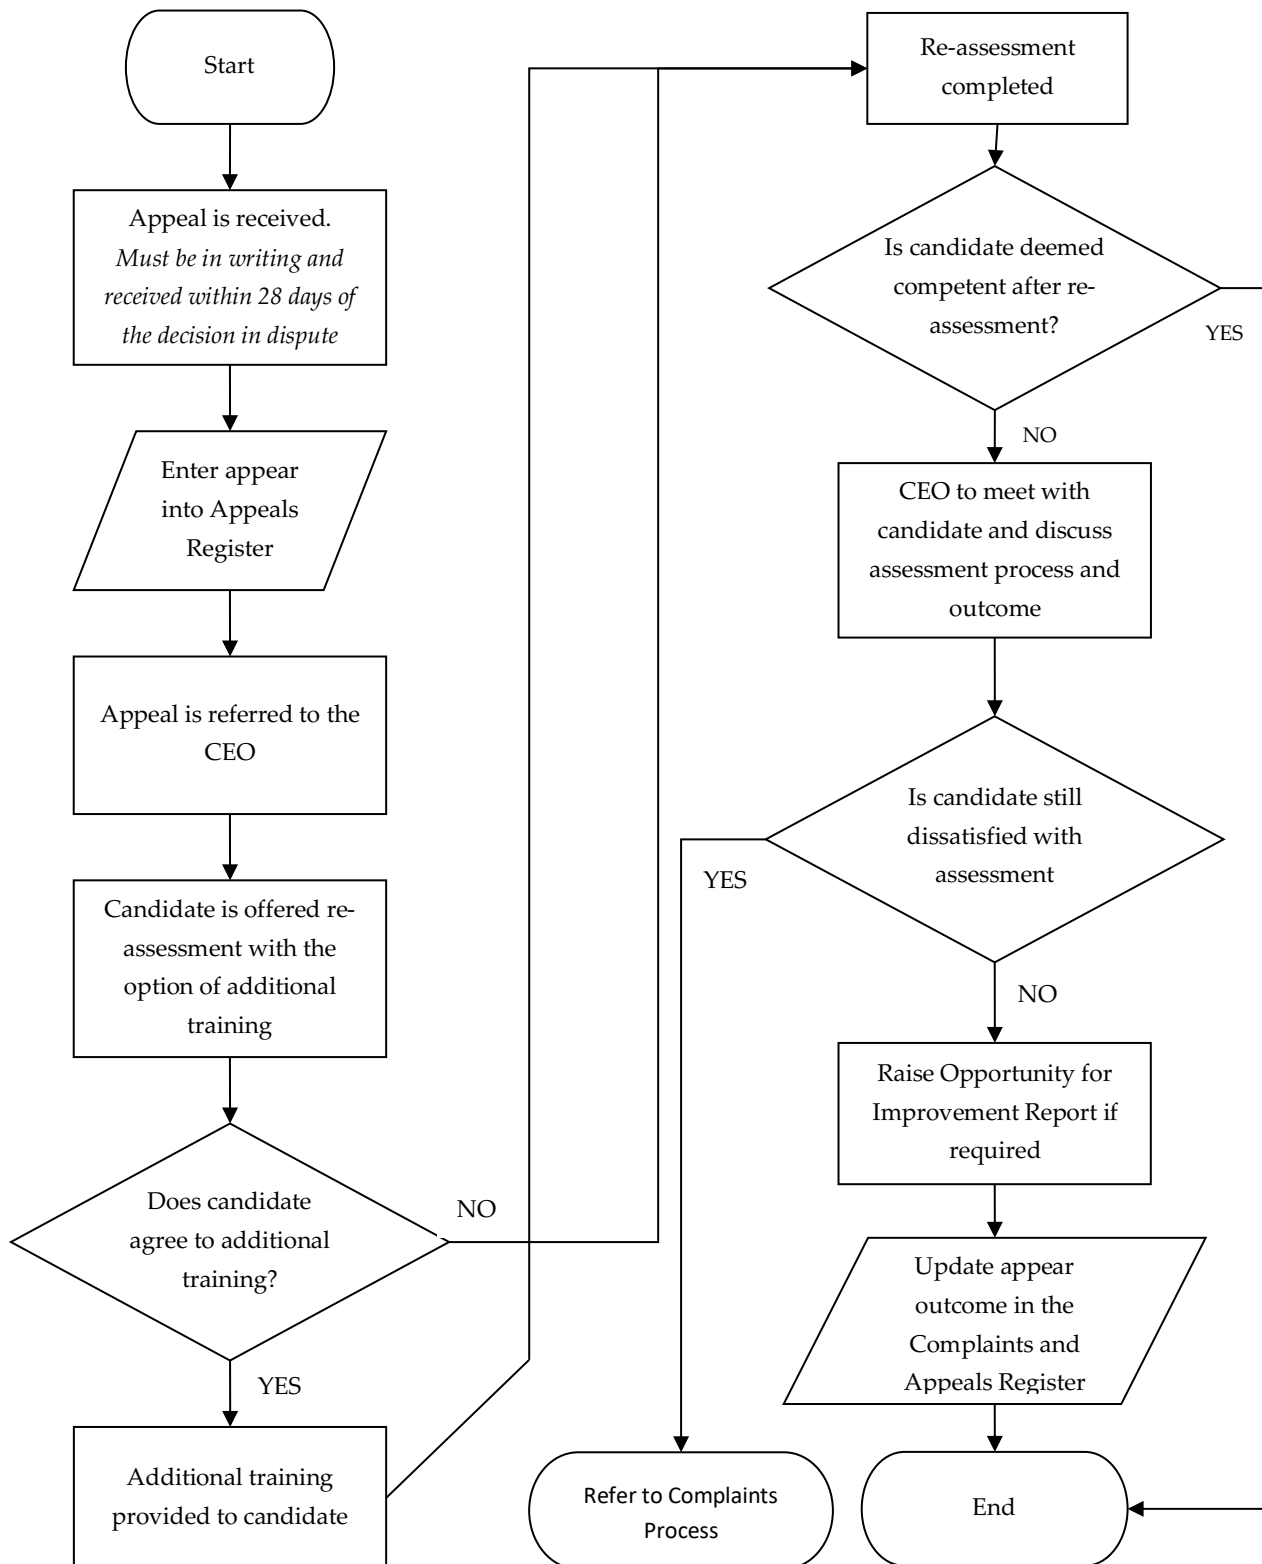 Start
Appeal is received.
Must be in writing and
received within 28 days of
the decision in dispute
Enter appear
into Appeals
Register
Appeal is referred to the
CEO
Candidate is offered re-
assessment with the
option of additional
training
Does candidate
agree to additional
training?
NO
YES
Additional training
provided to candidate
Re-assessment
completed
Is candidate deemed
competent after re-
assessment?
YES
NO
CEO to meet with
candidate and discuss
assessment process and
outcome
Is candidate still
dissatisfied with
assessment
YES
NO
Raise Opportunity for
Improvement Report if
required
Update appear
outcome in the
Complaints and
Appeals Register
Refer to Complaints
Process
End